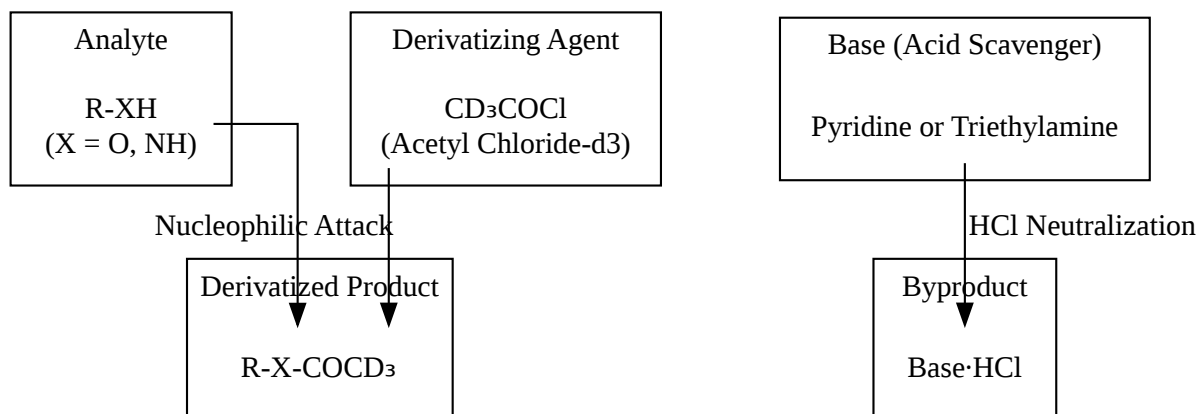 Analyte
R-XH
(X = O, NH)
Derivatizing Agent
CD₃COCl
(Acetyl Chloride-d3)
Base (Acid Scavenger)
Pyridine or Triethylamine
Nucleophilic Attack
HCl Neutralization
Derivatized Product
R-X-COCD₃
Byproduct
Base·HCl